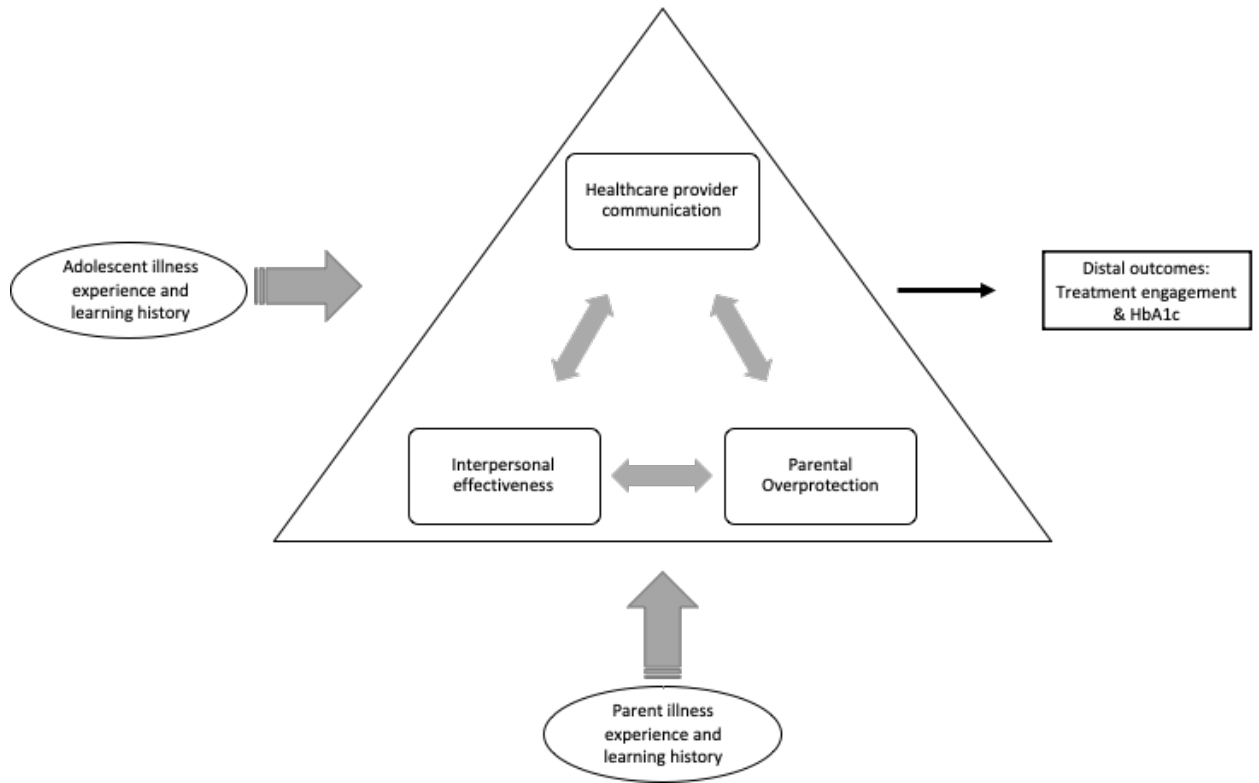 Healthcare provider
communication
Adolescent illness
experience and
learning history
Distal outcomes:
Treatment engagement
& HbA1c
Interpersonal
effectiveness
Parental
Overprotection
Parent illness
experience and
learning history